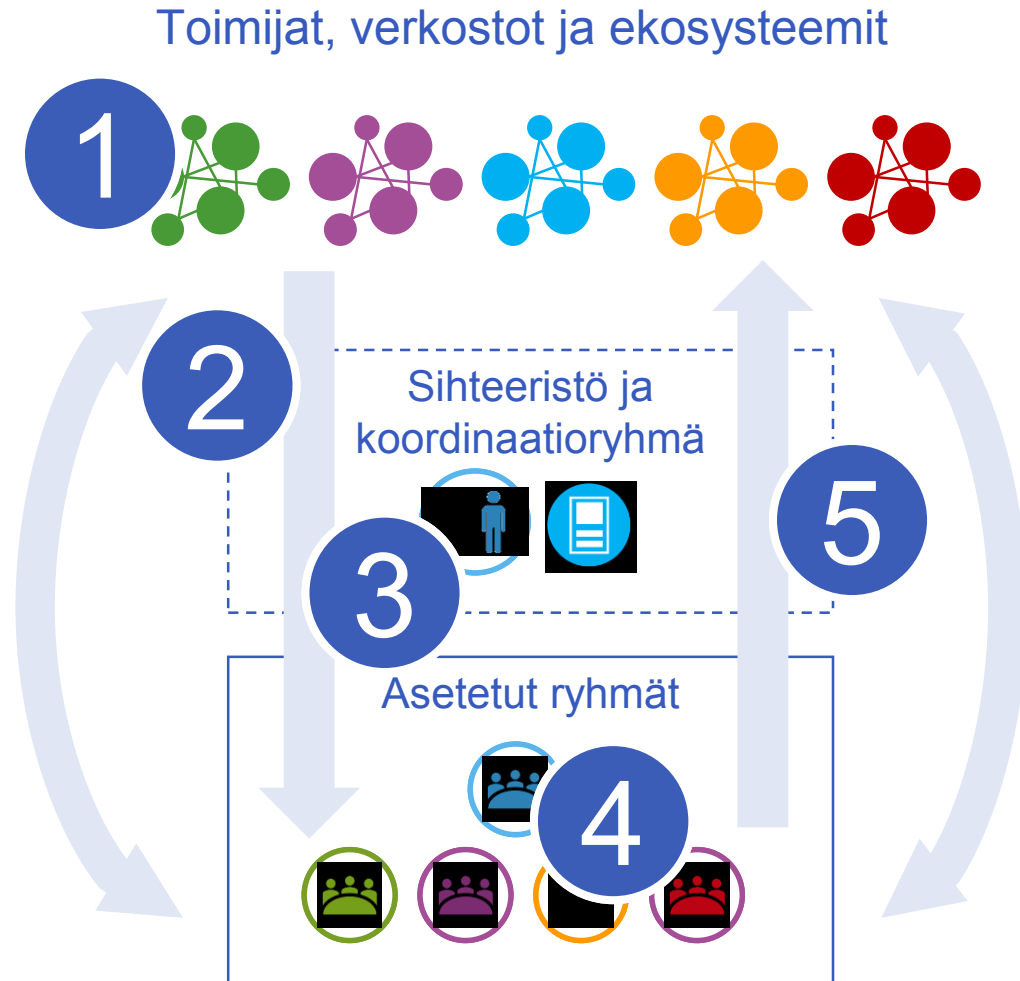 Toimijat, verkostot ja ekosysteemit
1
2
Sihteeristö ja
koordinaatioryhmä
3
5
Asetetut ryhmät
4